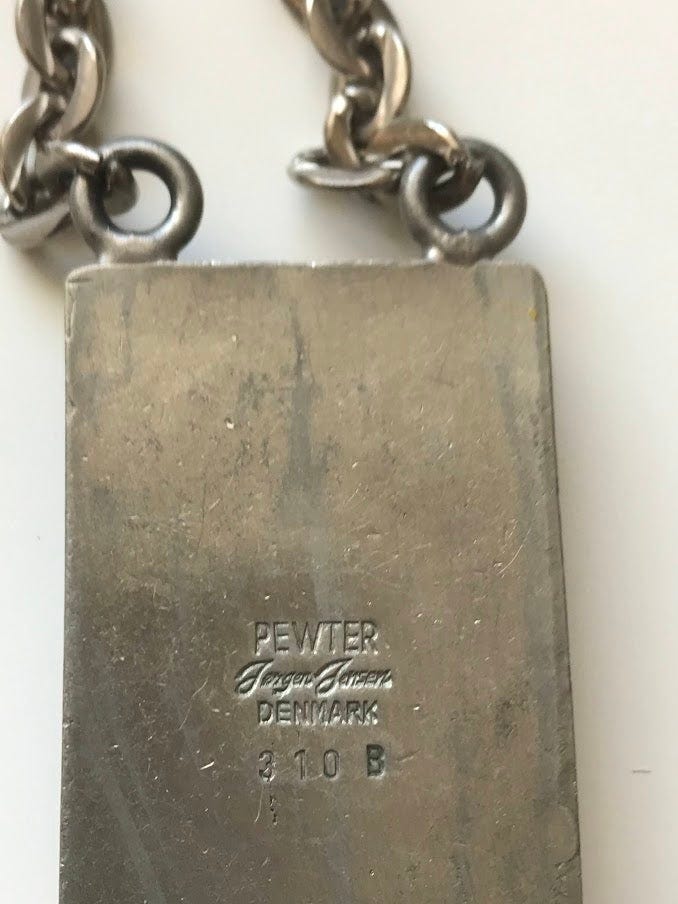 PEWTER
Jørgen Jensen
DENMARK
310 B